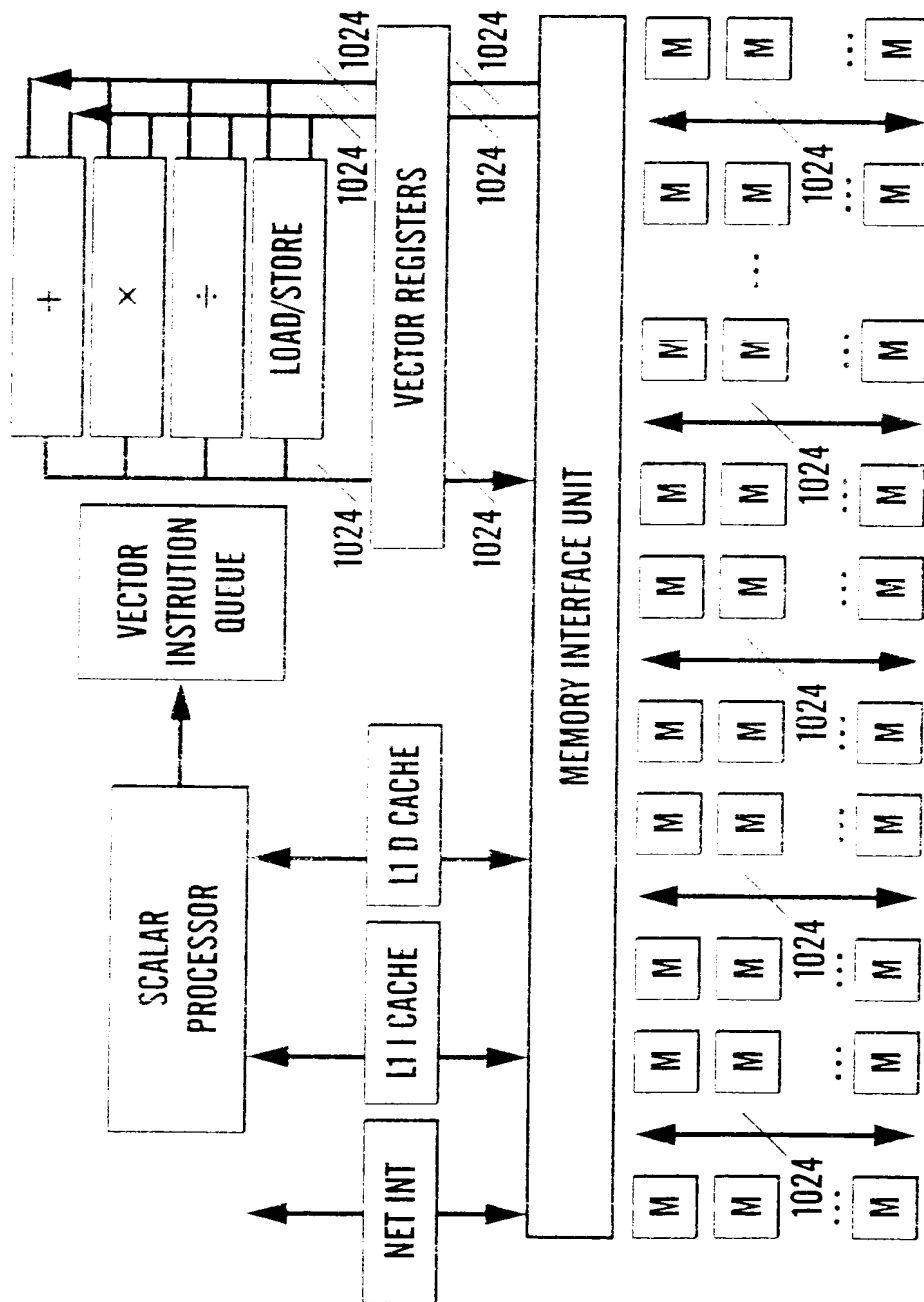 SCALAR
PROCESSOR
VECTOR
INSTRUTION
QUEUE
+
×
÷
LOAD/STORE
1024 1024 1024
NET INT
L1 I CACHE
L1 D CACHE
VECTOR REGISTERS
1024 1024 1024
MEMORY INTERFACE UNIT
M M M M M M M M M M
M M M M M M M M ... M M
1024 1024 1024 1024 1024
... ... ... ... ... ... ... ... ... ...
M M M M M M M M M M